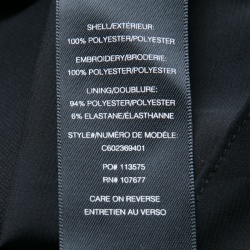 SHELL/EXTÉRIEUR:
100% POLYESTER/POLYESTER
EMBROIDERY/BRODERIE:
100% POLYESTER/POLYESTER
LINING/DOUBLURE:
94% POLYESTER/POLYESTER
6% ELASTANE/ÉLASTHANNE
STYLE#/NUMÉRO DE MODÈLE:
C602369401
PO# 113575
RN# 107677
CARE ON REVERSE
ENTRETIEN AU VERSO